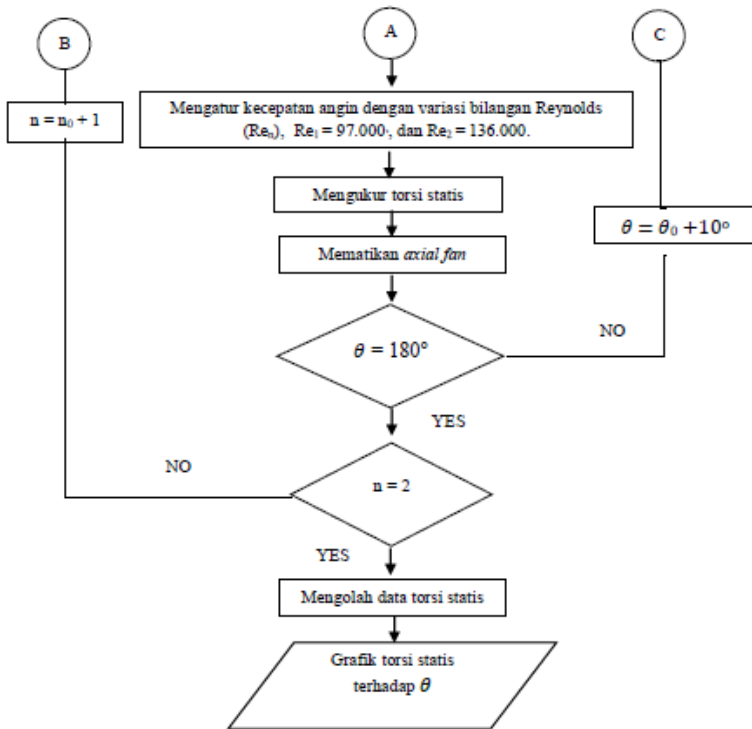 B
A
C
n = n₀ + 1
Mengatur kecepatan angin dengan variasi bilangan Reynolds
(Reₙ), Re₁ = 97.000, dan Re₂ = 136.000.
Mengukur torsi statis
θ = θ₀ +10°
Mematikan axial fan
θ = 180°
NO
YES
NO
n = 2
YES
Mengolah data torsi statis
Grafik torsi statis
terhadap θ